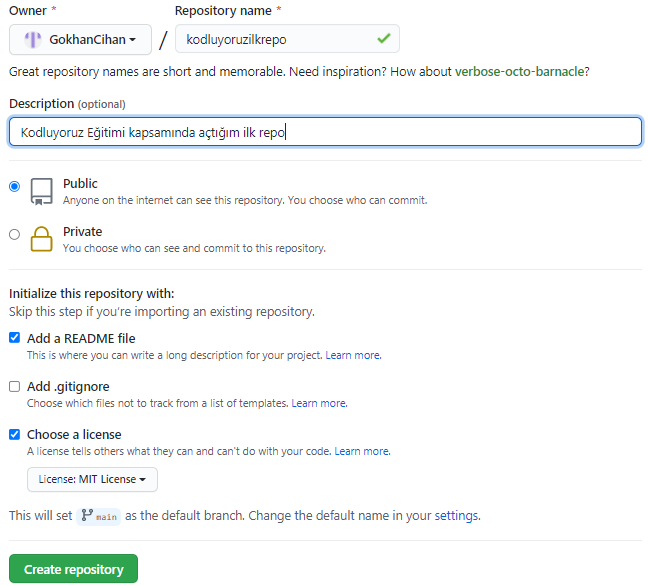 Owner * Repository name *
GokhanCihan / kodluyoruzilkrepo
Great repository names are short and memorable. Need inspiration? How about verbose-octo-barnacle?
Description (optional)
Kodluyoruz Eğitimi kapsamında açtığım ilk repo
Public
Anyone on the internet can see this repository. You choose who can commit.
Private
You choose who can see and commit to this repository.
Initialize this repository with:
Skip this step if you're importing an existing repository.
Add a README file
This is where you can write a long description for your project. Learn more.
Add .gitignore
Choose which files not to track from a list of templates. Learn more.
Choose a license
A license tells others what they can and can't do with your code. Learn more.
License: MIT License
This will set main as the default branch. Change the default name in your settings.
Create repository